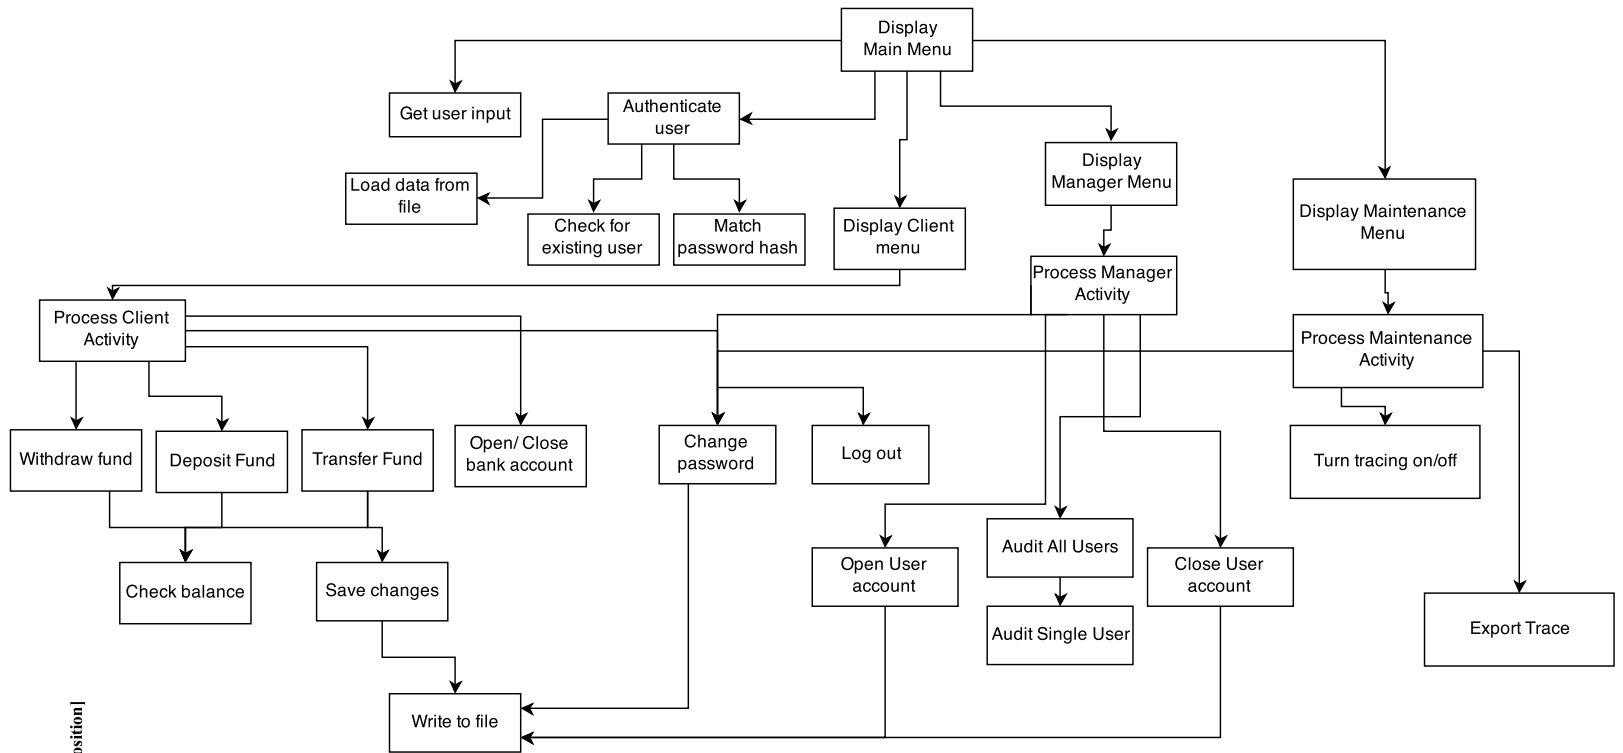 Display
Main Menu
Get user input
Authenticate
user
Display
Manager Menu
Load data from
file
Check for
existing user
Match
password hash
Display Client
menu
Display Maintenance
Menu
Process Manager
Activity
Process Client
Activity
Process Maintenance
Activity
Withdraw fund
Deposit Fund
Transfer Fund
Open/ Close
bank account
Change
password
Log out
Turn tracing on/off
Audit All Users
Check balance
Save changes
Open User
account
Close User
account
Audit Single User
Export Trace
Write to file
osition]